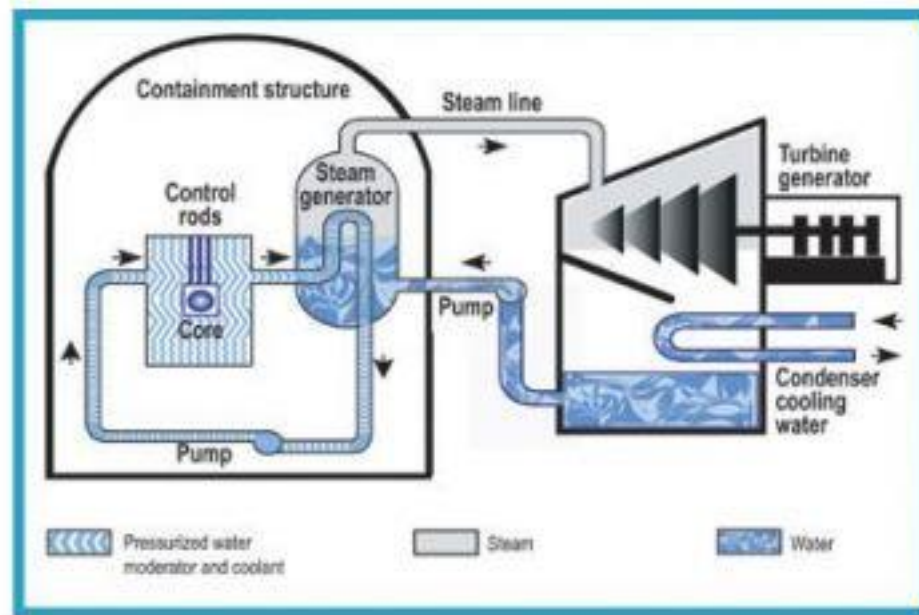 Containment structure
Steam line
Turbine
generator
Steam
generator
Control
rods
Core
Pump
Pump
Condenser
cooling
water
Pressurized water
moderator and coolant
Steam
Water